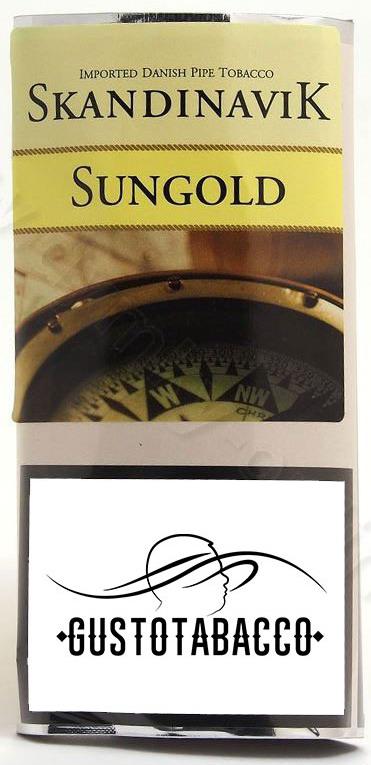 IMPORTED DANISH PIPE TOBACCO
SKANDINAVIK
SUNGOLD
W
NW
GUSTOTABACCO